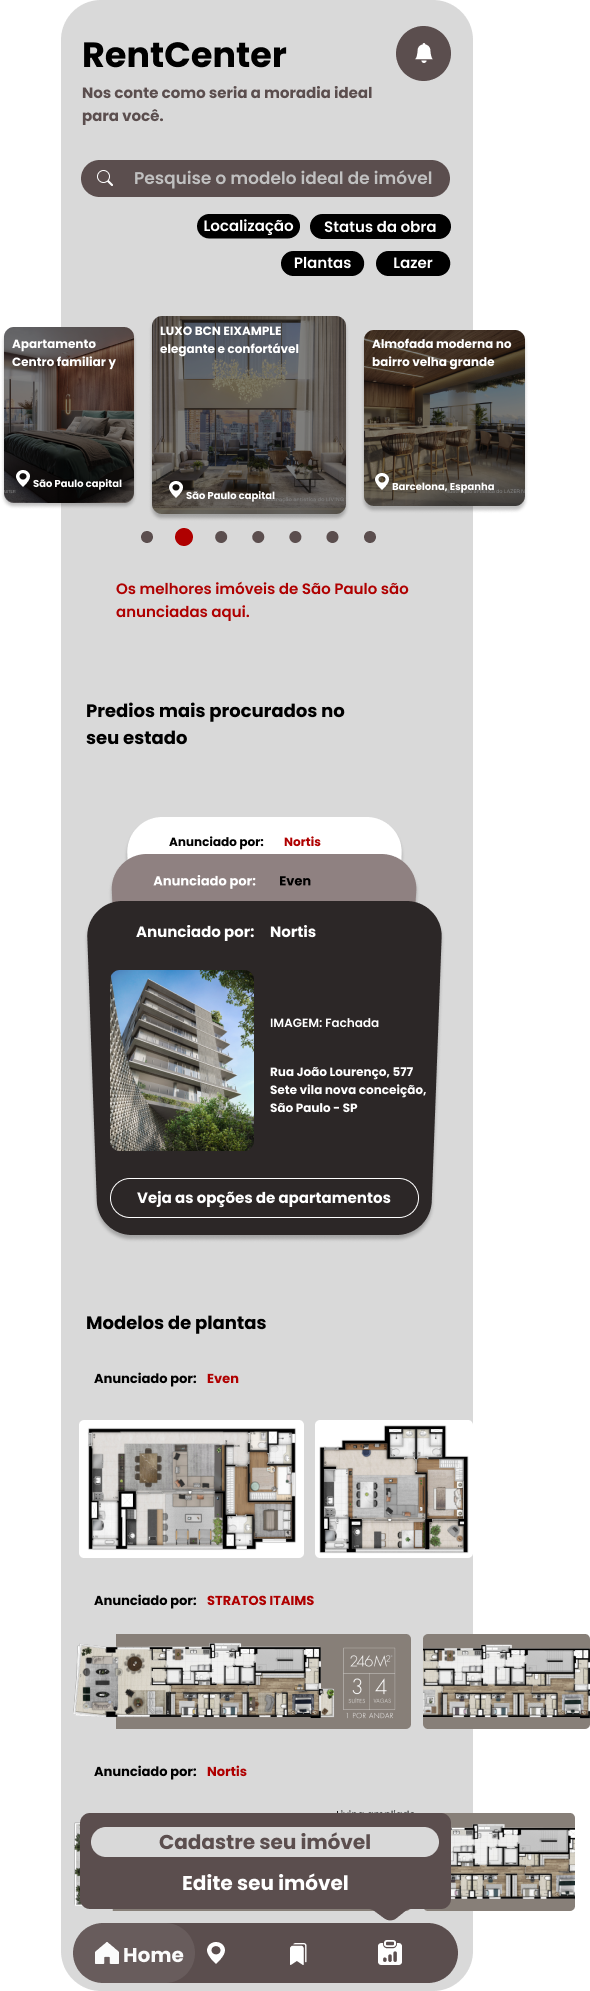 RentCenter
Nos conte como seria a moradia ideal
para você.
Pesquise o modelo ideal de imóvel
Localização
Status da obra
Plantas
Lazer
Apartamento
Centro familiar y
São Paulo capital
LUXO BCN EIXAMPLE
elegante e confortável
São Paulo capital
Almofada moderna no
bairro velha grande
Barcelona, Espanha
Os melhores imóveis de São Paulo são
anunciadas aqui.
Predios mais procurados no
seu estado
Anunciado por: Nortis
Anunciado por: Even
Anunciado por: Nortis
IMAGEM: Fachada
Rua João Lourenço, 577
Sete vila nova conceição,
São Paulo - SP
Veja as opções de apartamentos
Modelos de plantas
Anunciado por: Even
Anunciado por: STRATOS ITAIMS
246M²
3 4
SUÍTES VAGAS
1 POR ANDAR
Anunciado por: Nortis
Cadastre seu imóvel
Edite seu imóvel
Home